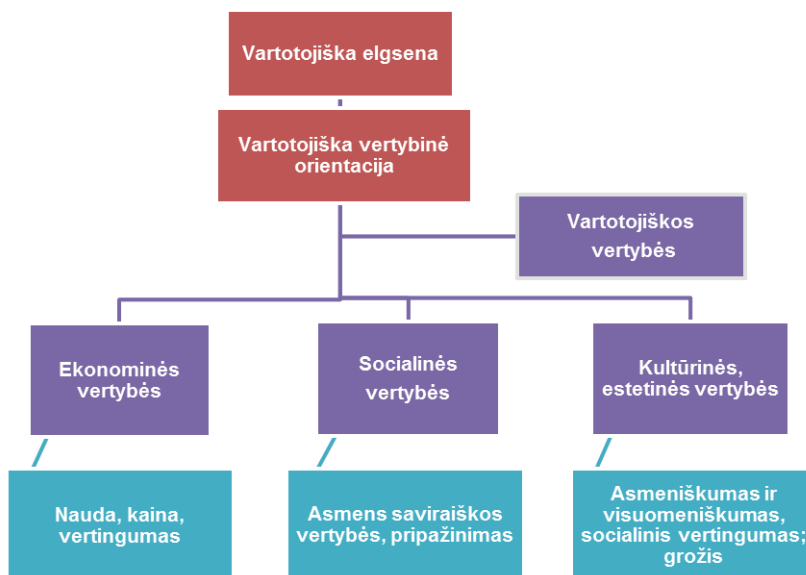 Vartotojiška elgsena
Vartotojiška vertybinė
orientacija
Vartotojiškos
vertybės
Ekonominės
vertybės
Socialinės
vertybės
Kultūrinės,
estetinės vertybės
Nauda, kaina,
vertingumas
Asmens saviraiškos
vertybės, pripažinimas
Asmeniškumas ir
visuomeniškumas,
socialinis vertingumas;
grožis